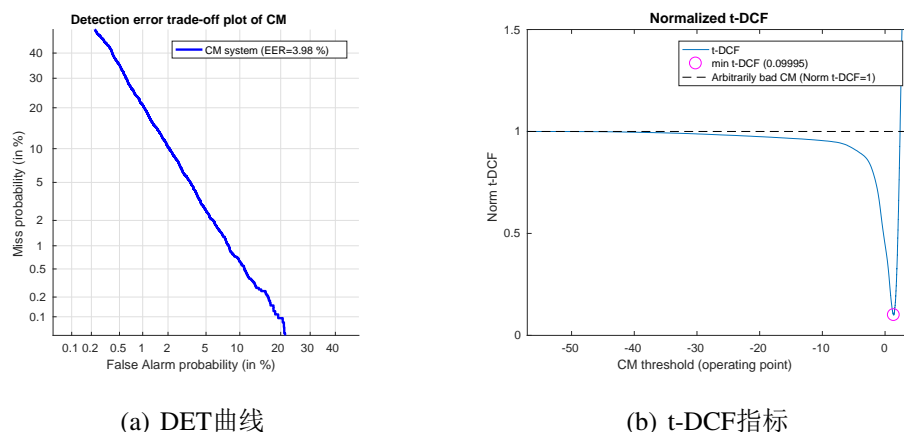 Detection error trade-off plot of CM
CM system (EER=3.98 %)
Miss probability (in %)
40
30
20
10
5
2
1
0.5
0.2
0.1
0.1 0.2 0.5 1 2 5 10 20 30 40
False Alarm probability (in %)
(a) DET曲线
Normalized t-DCF
t-DCF
min t-DCF (0.09995)
Arbitrarily bad CM (Norm t-DCF=1)
Norm t-DCF
1.5
1
0.5
0
-50 -40 -30 -20 -10 0
CM threshold (operating point)
(b) t-DCF指标